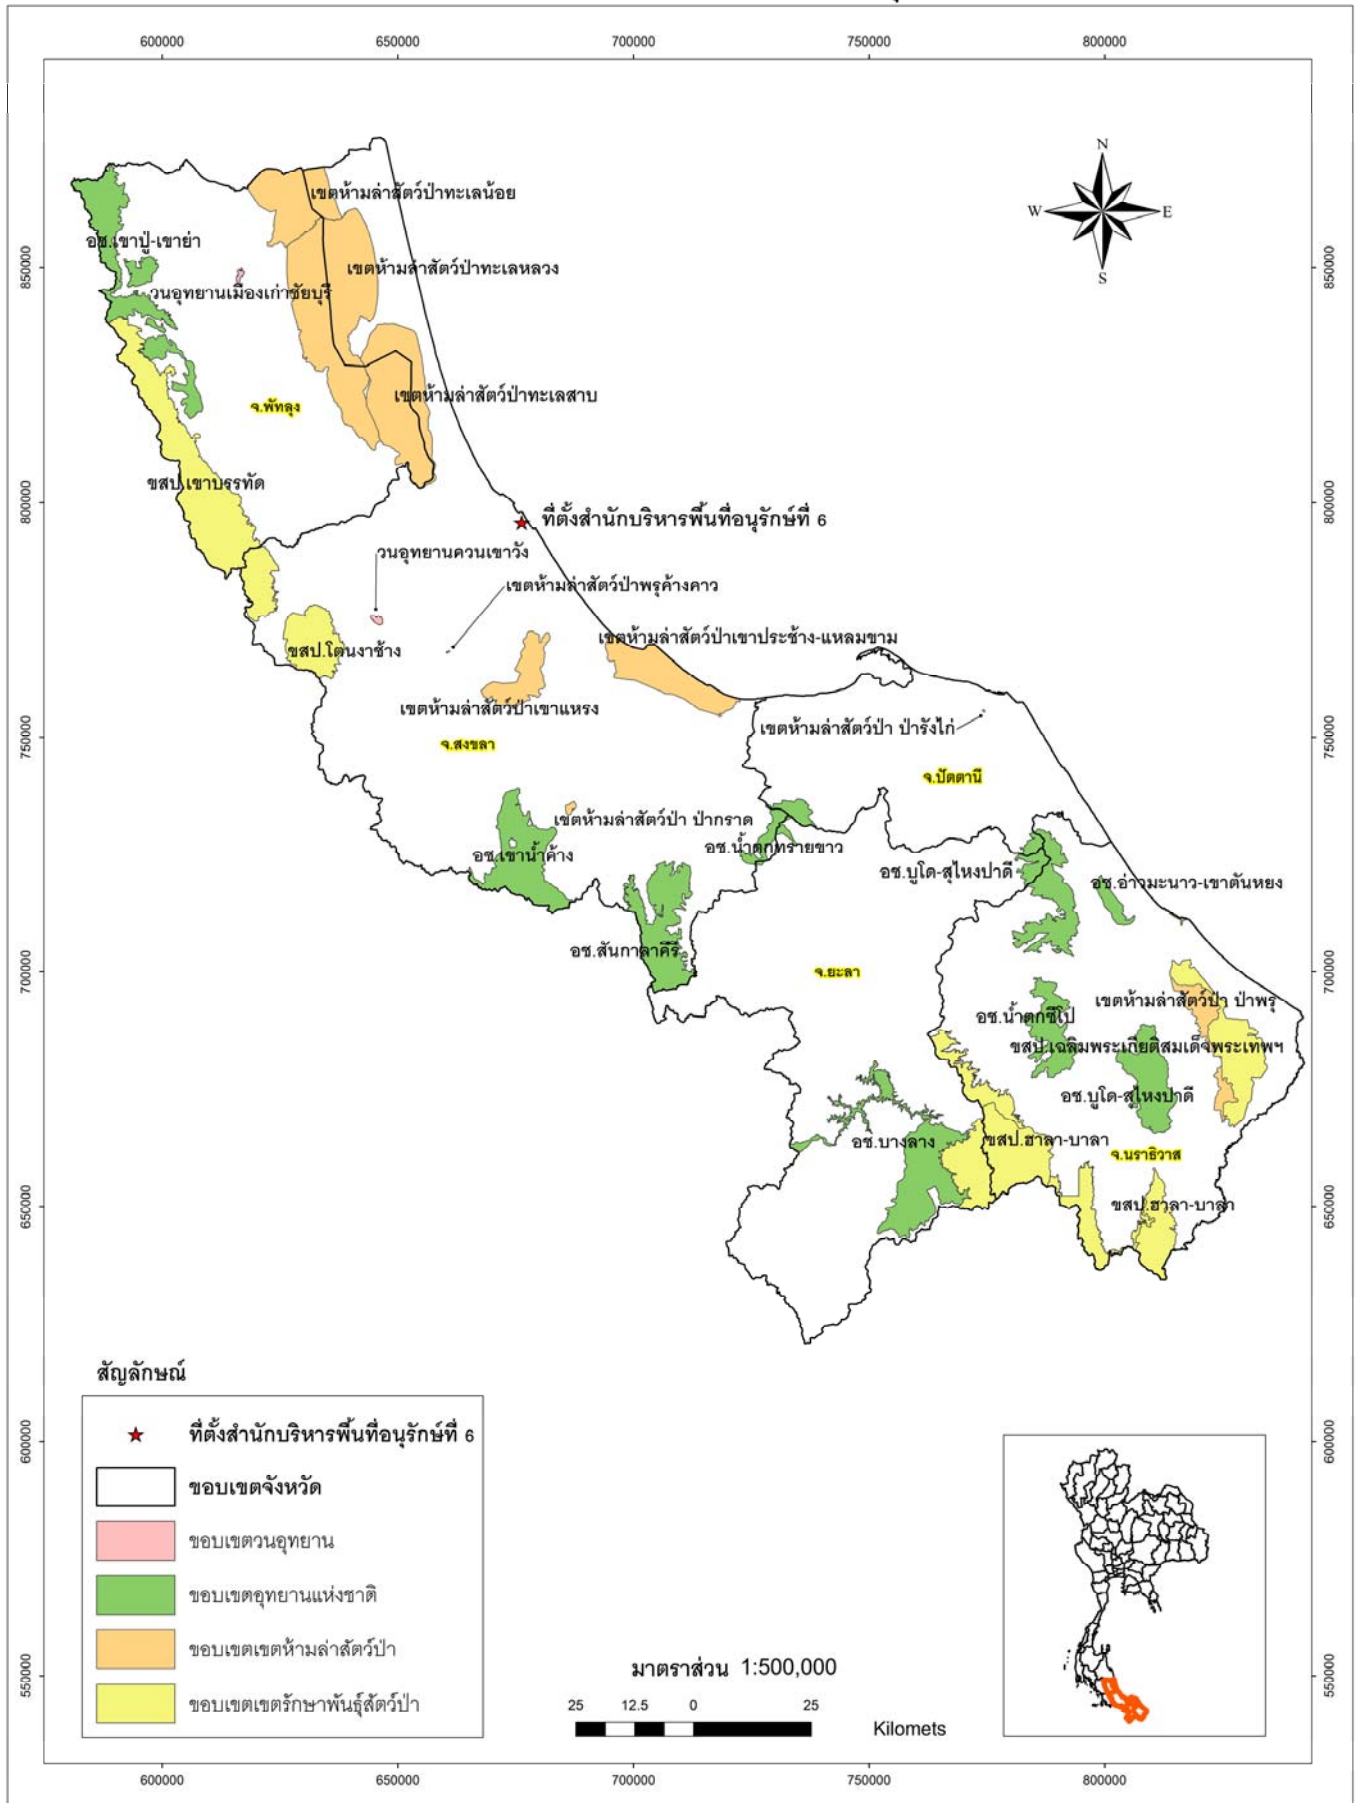 600000 650000 700000 750000 800000
N
W E
S
850000 850000
800000 800000
750000 750000
700000 700000
650000 650000
600000 600000
550000 550000
เขตห้ามล่าสัตว์ป่าทะเลน้อย
อช.เขาปู่-เขาย่า
เขตห้ามล่าสัตว์ป่าทะเลหลวง
วนอุทยานเมืองเก่าชัยบุรี
เขตห้ามล่าสัตว์ป่าทะเลสาบ
จ.พัทลุง
ขสป.เขาบรรทัด
ที่ตั้งสำนักบริหารพื้นที่อนุรักษ์ที่ 6
วนอุทยานควนเขาวัง
เขตห้ามล่าสัตว์ป่าพรุค้างคาว
เขตห้ามล่าสัตว์ป่าเขาประช้าง-แหลมขาม
ขสป.โตนงาช้าง
เขตห้ามล่าสัตว์ป่าเขาแหรง
เขตห้ามล่าสัตว์ป่า ป่ารังไก่
จ.สงขลา
จ.ปัตตานี
เขตห้ามล่าสัตว์ป่า ป่ากราด
อช.น้ำตกทรายขาว
อช.เขาน้ำค้าง
อช.บูโด-สุไหงปาดี
อช.อ่าวมะนาว-เขาตันหยง
อช.สันกาลาคีรี
จ.ยะลา
เขตห้ามล่าสัตว์ป่า ป่าพรุ
อช.น้ำตกซีโป
ขสป.เฉลิมพระเกียติสมเด็จพระเทพฯ
อช.บูโด-สุไหงปาดี
อช.บางลาง
ขสป.ฮาลา-บาลา
จ.นราธิวาส
ขสป.ฮาลา-บาลา
สัญลักษณ์
ที่ตั้งสำนักบริหารพื้นที่อนุรักษ์ที่ 6
ขอบเขตจังหวัด
ขอบเขตวนอุทยาน
ขอบเขตอุทยานแห่งชาติ
ขอบเขตเขตห้ามล่าสัตว์ป่า
ขอบเขตเขตรักษาพันธุ์สัตว์ป่า
มาตราส่วน 1:500,000
25 12.5 0 25
Kilomets
600000 650000 700000 750000 800000